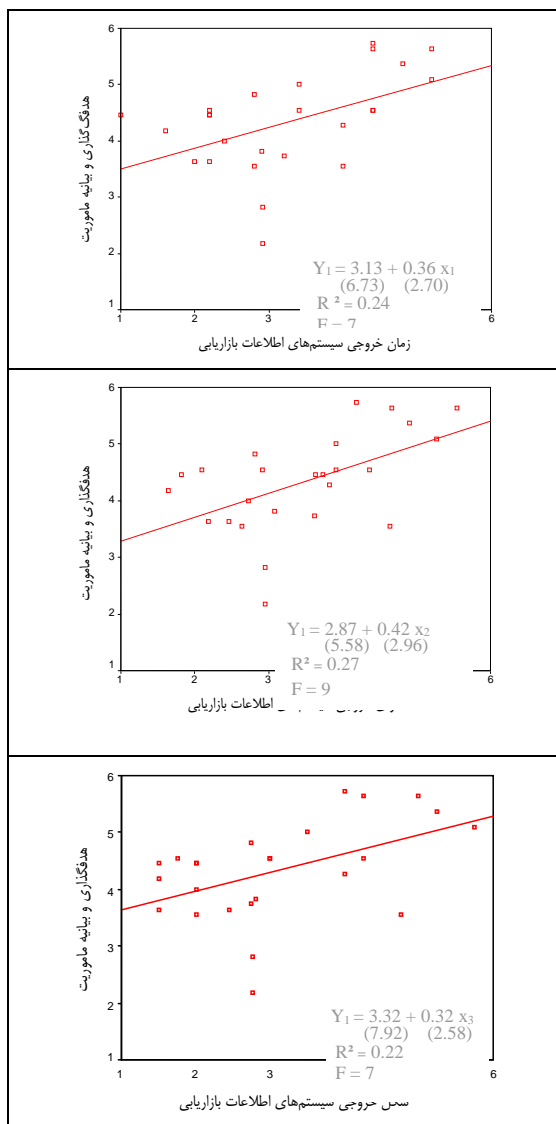 6
5
هدفگ‌گذاری و بیانیه ماموریت
4
3
2
Y1 = 3.13 + 0.36 x1
(6.73) (2.70)
R ² = 0.24
F = 7
1
1 2 3 6
زمان خروجی سیستم‌های اطلاعات بازاریابی
6
5
هدفگذاری و بیانیه ماموریت
4
3
2
Y1 = 2.87 + 0.42 x2
(5.58) (2.96)
R² = 0.27
F = 9
1
1 3 6
اطلاعات بازاریابی
6
5
هدفگذاری و بیانیه ماموریت
4
3
2
Y1 = 3.32 + 0.32 x3
(7.92) (2.58)
R² = 0.22
F = 7
1
1 2 3 6
خروجی سیستم‌های اطلاعات بازاریابی